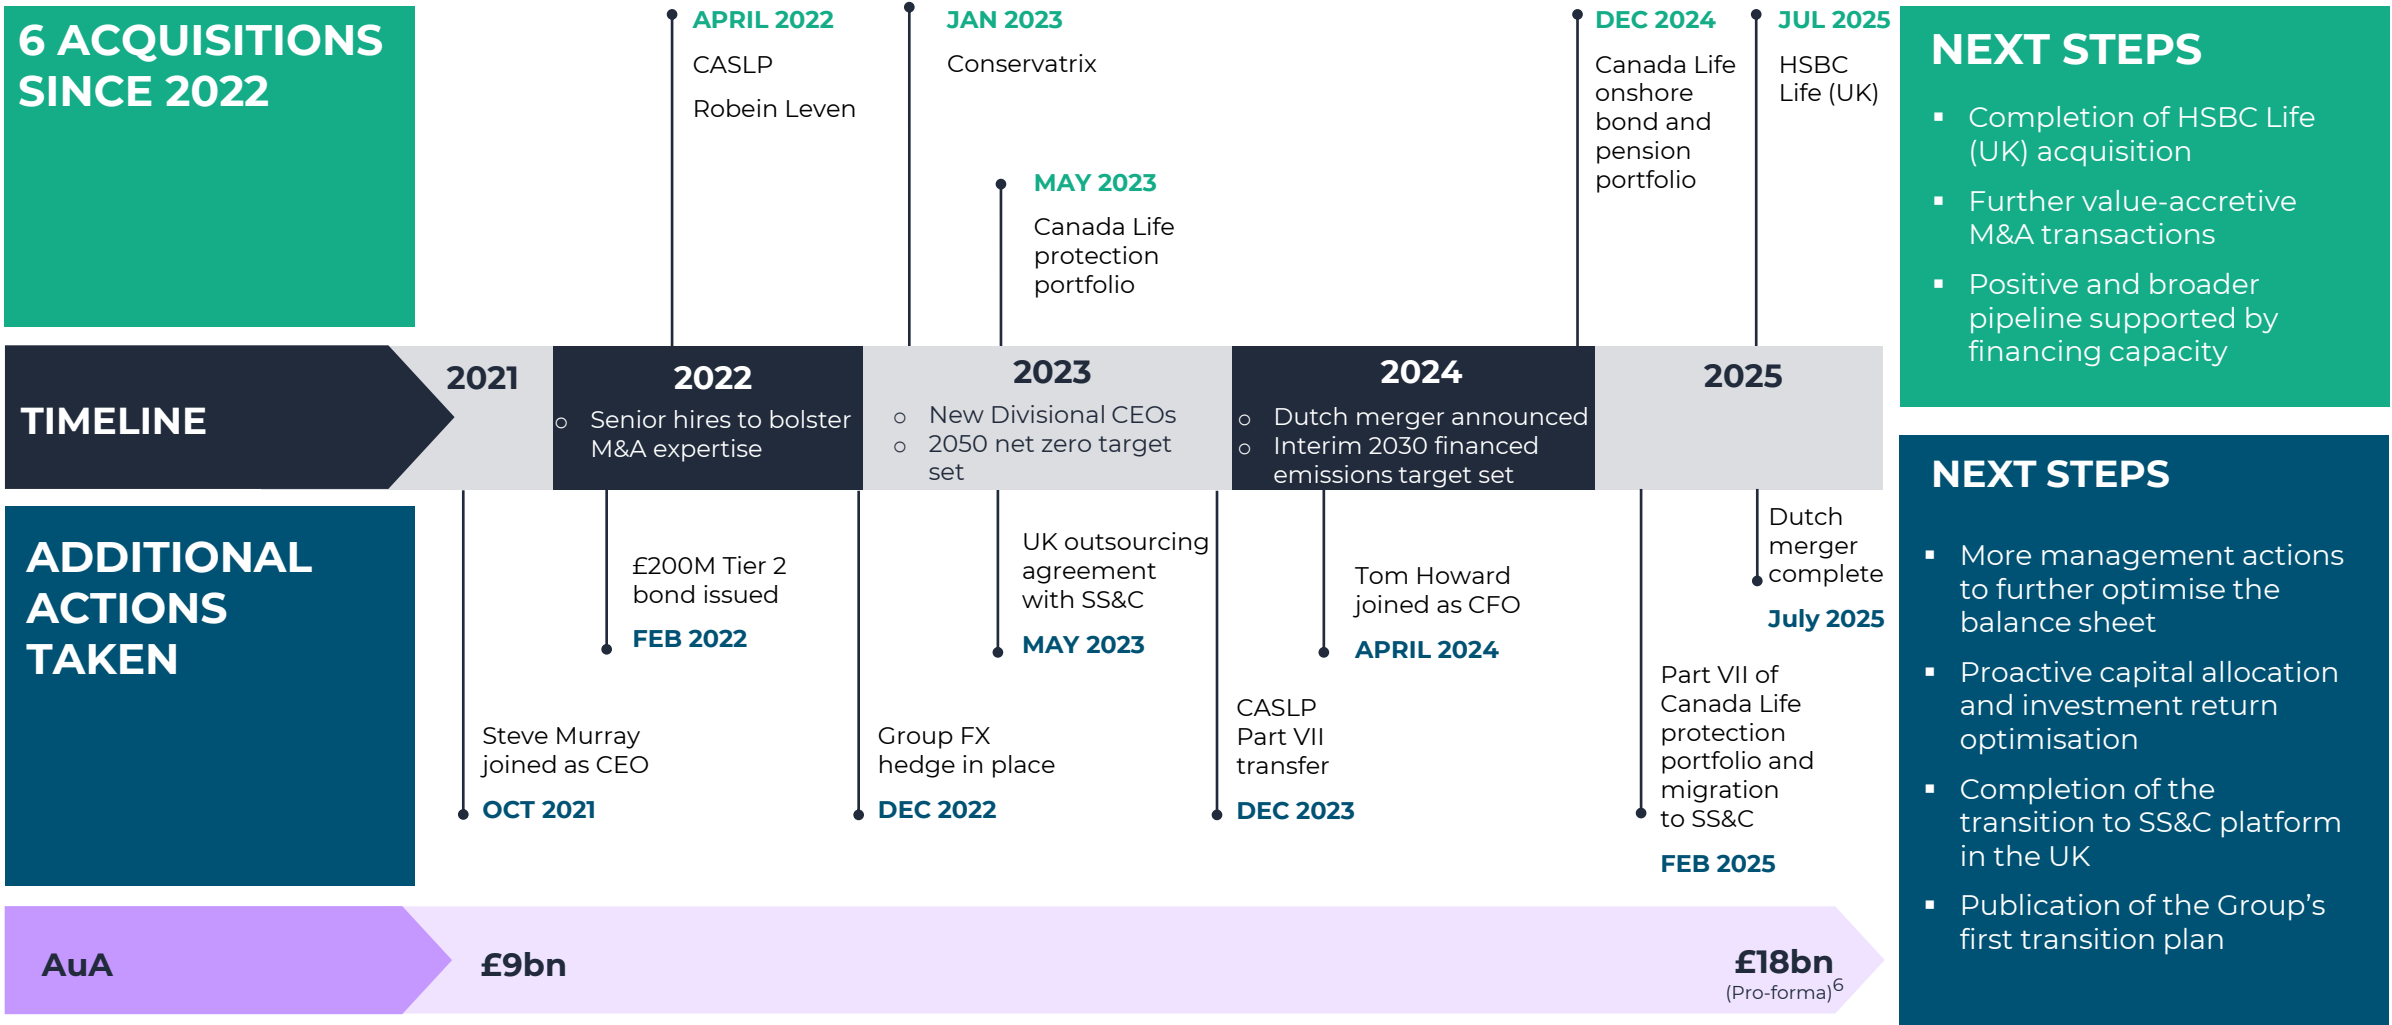 6 ACQUISITIONS
SINCE 2022
APRIL 2022
CASLP
Robein Leven
JAN 2023
Conservatrix
MAY 2023
Canada Life
protection
portfolio
DEC 2024
Canada Life
onshore
bond and
pension
portfolio
JUL 2025
HSBC
Life (UK)
NEXT STEPS
▪ Completion of HSBC Life
(UK) acquisition
▪ Further value-accretive
M&A transactions
▪ Positive and broader
pipeline supported by
financing capacity
TIMELINE
2021
2022
○ Senior hires to bolster
M&A expertise
2023
○ New Divisional CEOs
○ 2050 net zero target
set
2024
○ Dutch merger announced
○ Interim 2030 financed
emissions target set
2025
ADDITIONAL
ACTIONS
TAKEN
Steve Murray
joined as CEO
OCT 2021
£200M Tier 2
bond issued
FEB 2022
Group FX
hedge in place
DEC 2022
UK outsourcing
agreement
with SS&C
MAY 2023
CASLP
Part VII
transfer
DEC 2023
Tom Howard
joined as CFO
APRIL 2024
Part VII of
Canada Life
protection
portfolio and
migration
to SS&C
FEB 2025
Dutch
merger
complete
July 2025
NEXT STEPS
▪ More management actions
to further optimise the
balance sheet
▪ Proactive capital allocation
and investment return
optimisation
▪ Completion of the
transition to SS&C platform
in the UK
▪ Publication of the Group’s
first transition plan
AuA
£9bn
£18bn
(Pro-forma)6